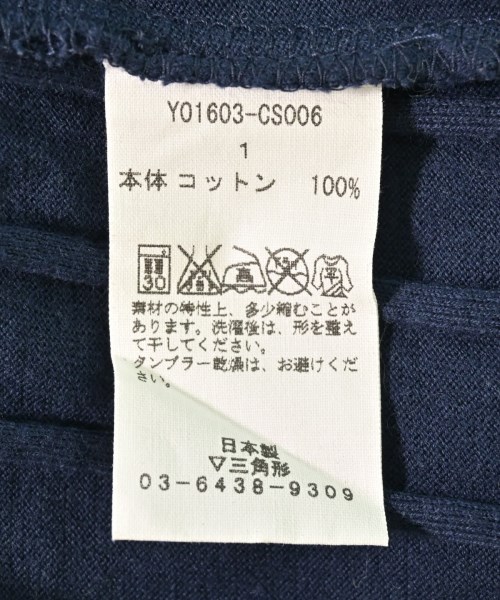 Y01603-CS006
1
本体 コットン 100%
30 高 平
素材の特性上、多少縮むことが
あります。洗濯後は、形を整え
て干してください。
タンブラー乾燥は、お避けくだ
さい。
日本製
▽三角形
03-6438-9309